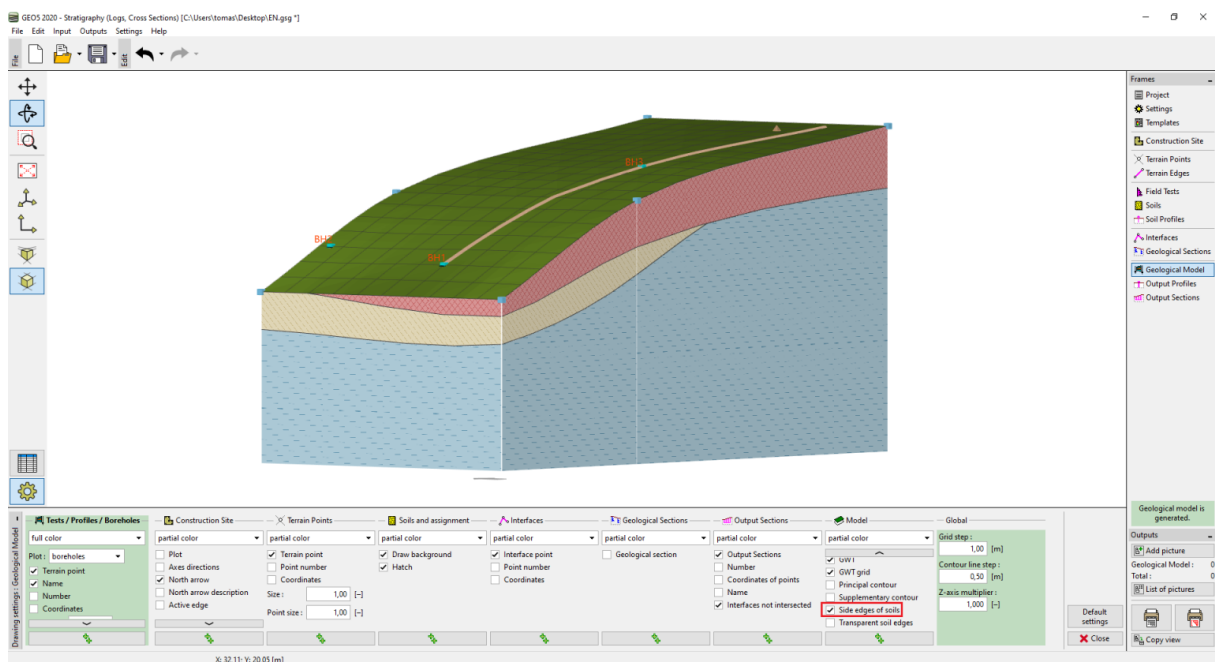 GEO5 2020 - Stratigraphy (Logs, Cross Sections) [C:\Users\tomas\Desktop\EN.gsg *]
File Edit Input Outputs Settings Help
File
Edit
BH2
BH1
Frames
Project
Settings
Templates
Construction Site
Terrain Points
Terrain Edges
Field Tests
Soils
Soil Profiles
Interfaces
Geological Sections
Geological Model
Output Profiles
Output Sections
Geological model is
generated.
Outputs
Add picture
Geological Model : 0
Total : 0
List of pictures
Copy view
Drawing settings : Geological Model
Tests / Profiles / Boreholes
full color
Plot : boreholes
Terrain point
Name
Number
Coordinates
Construction Site
partial color
Plot
Axes directions
North arrow
North arrow description
Active edge
Terrain Points
partial color
Terrain point
Point number
Coordinates
Size : 1,00 [–]
Point size : 1,00 [–]
Soils and assignment
partial color
Draw background
Hatch
Interfaces
partial color
Interface point
Point number
Coordinates
Geological Sections
partial color
Geological section
Output Sections
partial color
Output Sections
Number
Coordinates of points
Name
Interfaces not intersected
Model
partial color
GWT
GWT grid
Principal contour
Supplementary contour
Side edges of soils
Transparent soil edges
Global
Grid step :
1,00 [m]
Contour line step :
0,50 [m]
Z-axis multiplier :
1,000 [–]
Default
settings
Close
X: 32,11; Y: 20,05 [m]